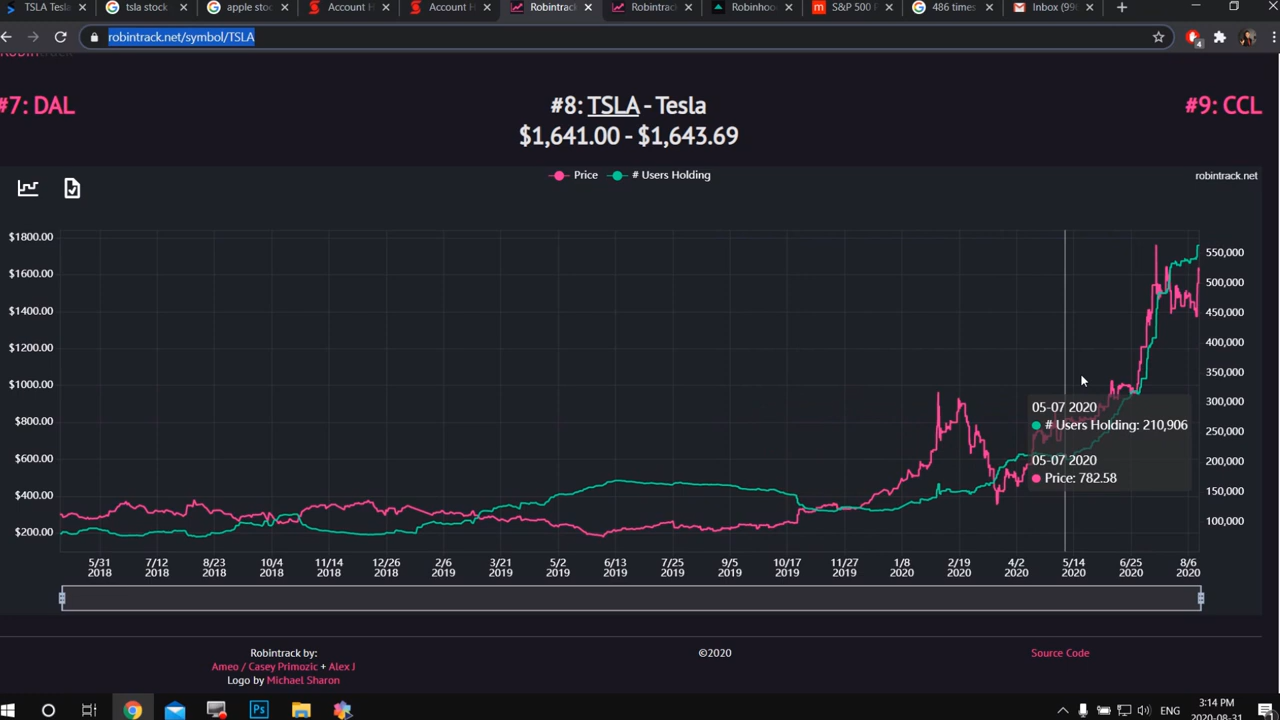 TSLA Tesla
tsla stock
apple stoc
Account H
Account H
Robintrack
Robintrack
Robinhoo
S&P 500 P
486 times
Inbox (99
robintrack.net/symbol/TSLA
4
#7: DAL
#8: TSLA - Tesla
#9: CCL
$1,641.00 - $1,643.69
Price
# Users Holding
robintrack.net
$1800.00
$1600.00
$1400.00
$1200.00
$1000.00
$800.00
$600.00
$400.00
$200.00
550,000
500,000
450,000
400,000
350,000
300,000
250,000
200,000
150,000
100,000
05-07 2020
# Users Holding: 210,906
05-07 2020
Price: 782.58
5/31 2018
7/12 2018
8/23 2018
10/4 2018
11/14 2018
12/26 2018
2/6 2019
3/21 2019
5/2 2019
6/13 2019
7/25 2019
9/5 2019
10/17 2019
11/27 2019
1/8 2020
2/19 2020
4/2 2020
5/14 2020
6/25 2020
8/6 2020
Robintrack by:
Ameo / Casey Primozic + Alex J
Logo by Michael Sharon
©2020
Source Code
Ps
ENG
3:14 PM
2020-08-31